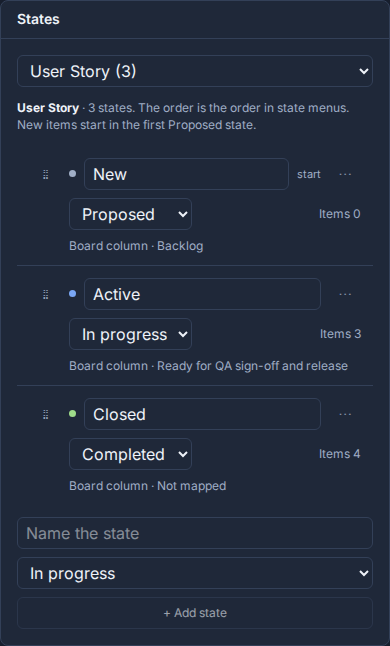 States
User Story (3)
User Story · 3 states. The order is the order in state menus.
New items start in the first Proposed state.
New start ···
Proposed Items 0
Board column · Backlog
Active ···
In progress Items 3
Board column · Ready for QA sign-off and release
Closed ···
Completed Items 4
Board column · Not mapped
Name the state
In progress
+ Add state